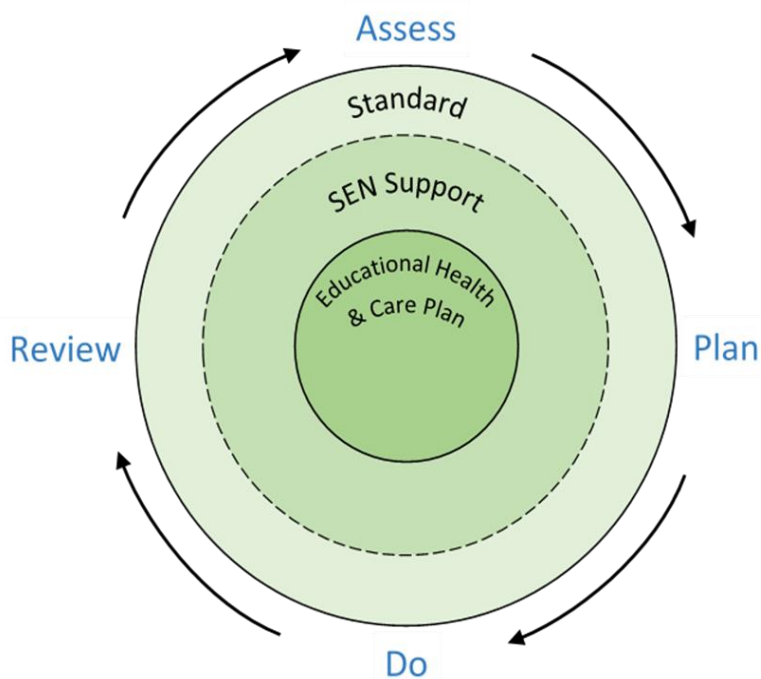 Assess
Standard
SEN Support
Educational Health
& Care Plan
Review
Plan
Do